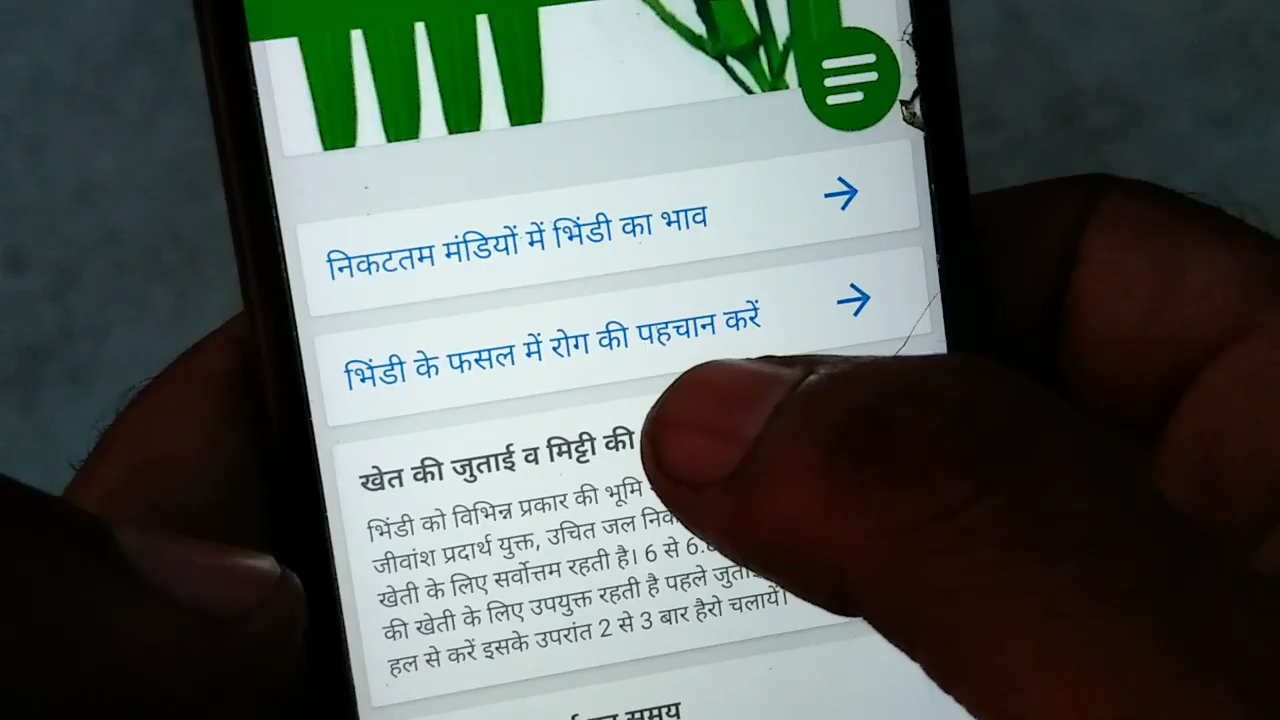 निकटतम मंडियों में भिंडी का भाव
भिंडी के फसल में रोग की पहचान करें
खेत की जुताई व मिट्टी की
भिंडी को विभिन्न प्रकार की भूमि
जीवांश प्रदार्थ युक्त, उचित जल
खेती के लिए सर्वोत्तम रहती है। 6 से
की खेती के लिए उपयुक्त रहती है पहले
हल से करें इसके उपरांत 2 से 3 बार हैरो चलायें।
समय